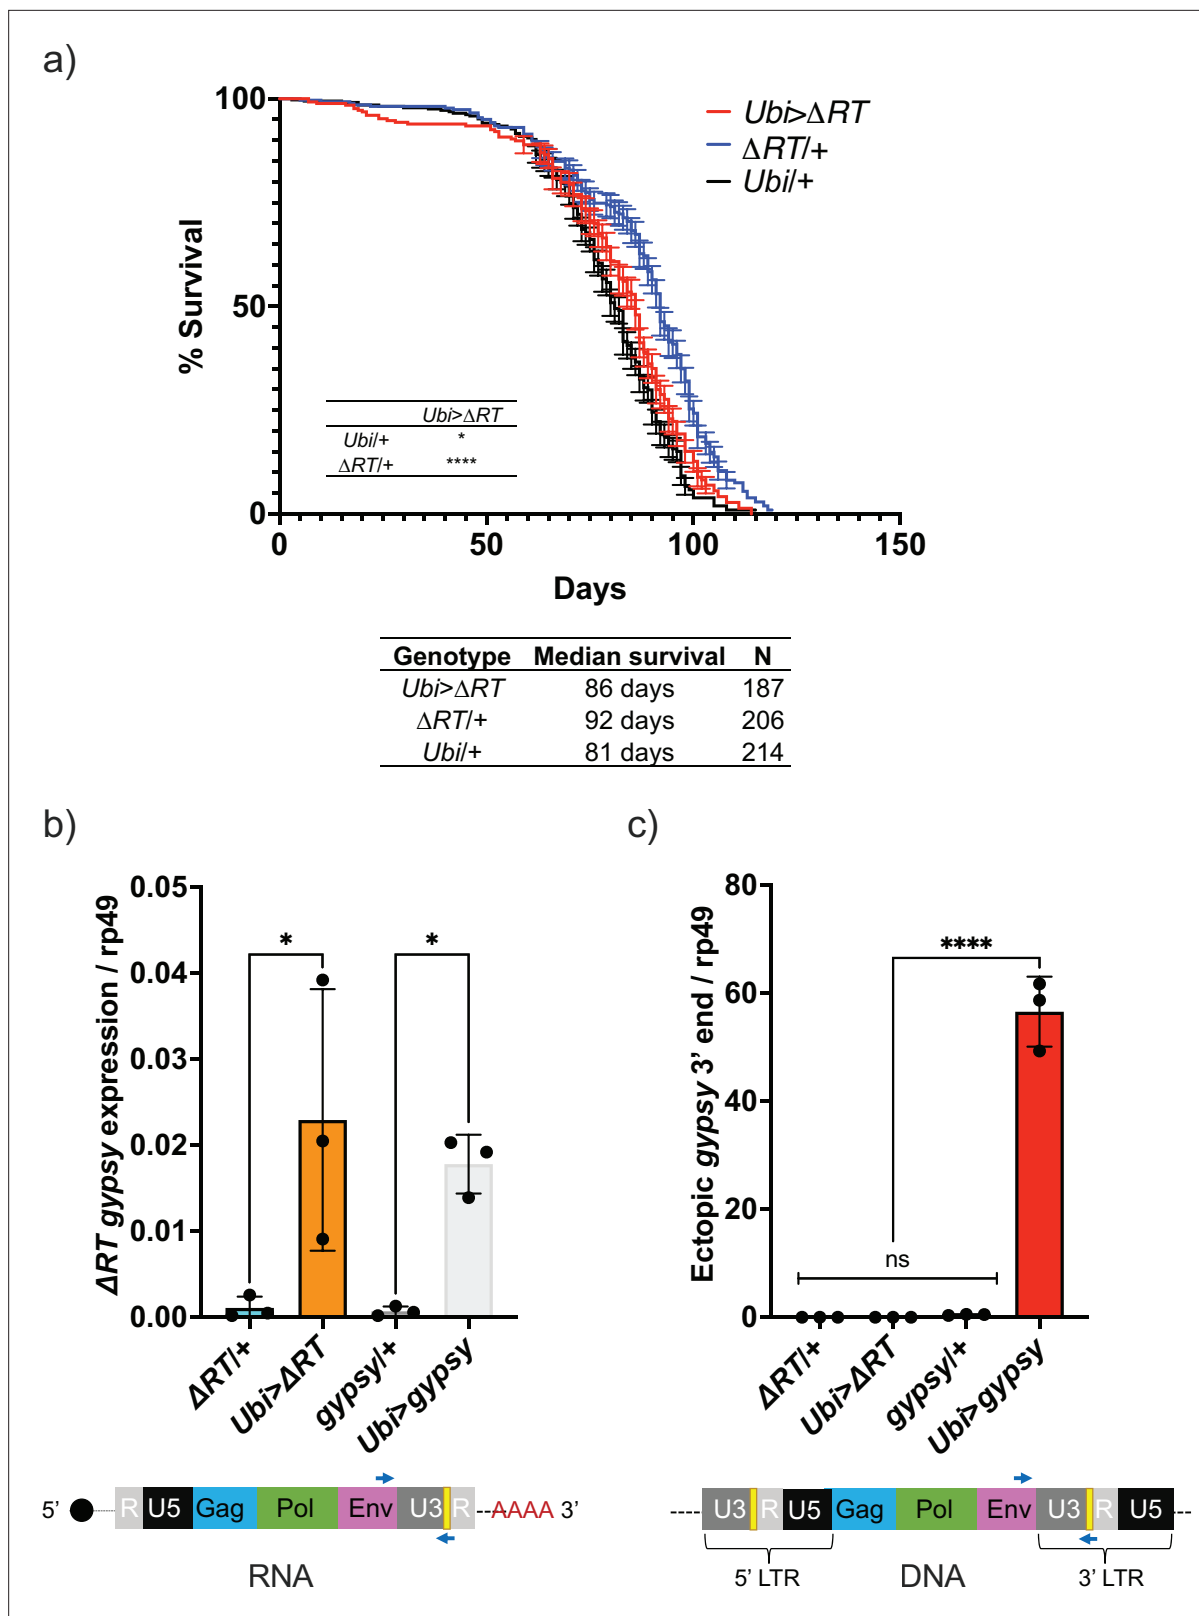 a)
100
50
0
% Survival
0 50 100 150
Days
Ubi>ΔRT
ΔRT/+
Ubi/+
Ubi>ΔRT
Ubi/+ *
ΔRT/+ ****
Genotype Median survival N
Ubi>ΔRT 86 days 187
ΔRT/+ 92 days 206
Ubi/+ 81 days 214
b)
ΔRT gypsy expression / rp49
0.05
0.04
0.03
0.02
0.01
0.00
* *
ΔRT/+ Ubi>ΔRT gypsy/+ Ubi>gypsy
5' R U5 Gag Pol Env U3 R AAAA 3'
RNA
c)
Ectopic gypsy 3' end / rp49
80
60
40
20
0
****
ns
ΔRT/+ Ubi>ΔRT gypsy/+ Ubi>gypsy
U3 R U5 Gag Pol Env U3 R U5
5' LTR DNA 3' LTR